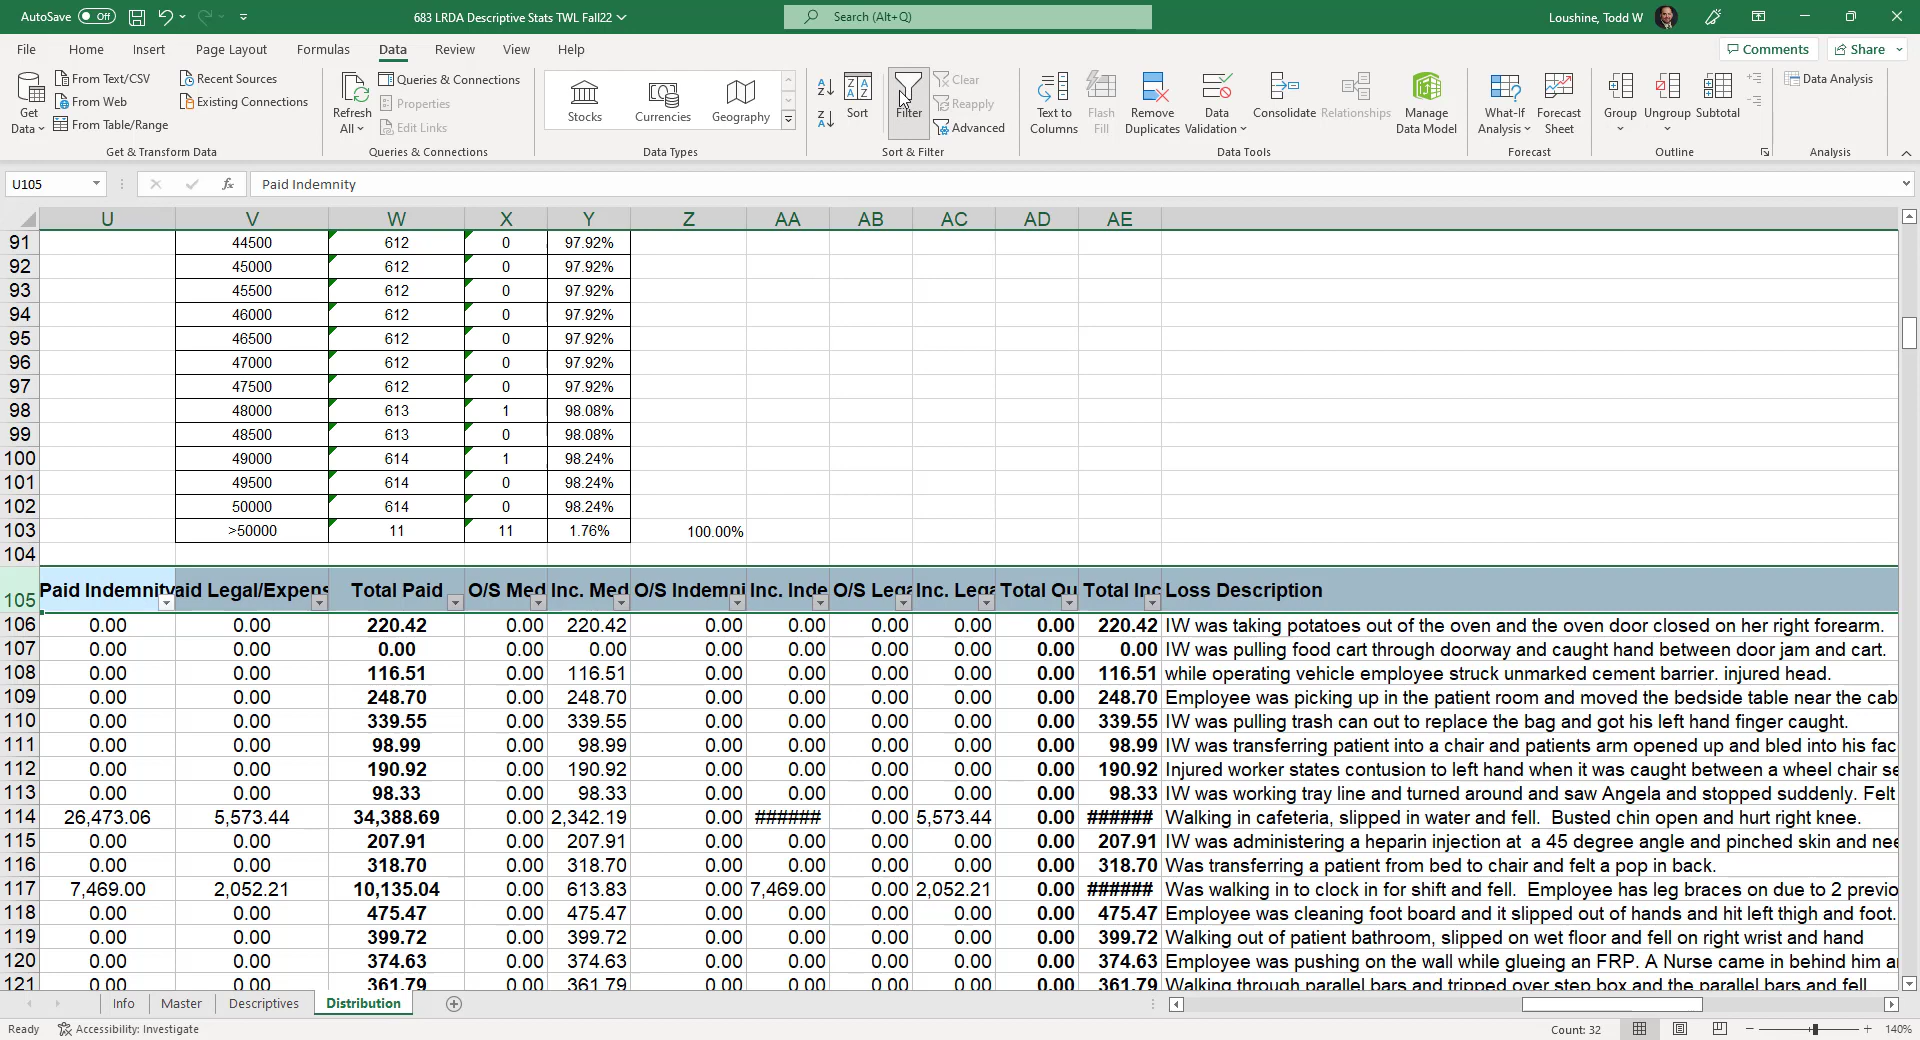 AutoSave Off 683 LRDA Descriptive Stats TWL Fall22 Search (Alt+Q) Loushine, Todd W
File Home Insert Page Layout Formulas Data Review View Help Comments Share
Get Data From Text/CSV From Web From Table/Range Recent Sources Existing Connections
Get & Transform Data
Refresh All Queries & Connections Properties Edit Links
Queries & Connections
Stocks Currencies Geography
Data Types
Sort Filter Clear Reapply Advanced
Sort & Filter
Text to Columns Flash Fill Remove Duplicates Data Validation Consolidate Relationships Manage Data Model
Data Tools
What-If Analysis Forecast Sheet
Forecast
Group Ungroup Subtotal
Outline
Data Analysis
Analysis
U105 fx Paid Indemnity
U V W X Y Z AA AB AC AD AE
91 44500 612 0 97.92%
92 45000 612 0 97.92%
93 45500 612 0 97.92%
94 46000 612 0 97.92%
95 46500 612 0 97.92%
96 47000 612 0 97.92%
97 47500 612 0 97.92%
98 48000 613 1 98.08%
99 48500 613 0 98.08%
100 49000 614 1 98.24%
101 49500 614 0 98.24%
102 50000 614 0 98.24%
103 >50000 11 11 1.76% 100.00%
104
105 Paid Indemnity aid Legal/Expens Total Paid O/S Med Inc. Med O/S Indemni Inc. Inde O/S Lega Inc. Lega Total Ou Total Inc Loss Description
106 0.00 0.00 220.42 0.00 220.42 0.00 0.00 0.00 0.00 0.00 220.42 IW was taking potatoes out of the oven and the oven door closed on her right forearm.
107 0.00 0.00 0.00 0.00 0.00 0.00 0.00 0.00 0.00 0.00 0.00 IW was pulling food cart through doorway and caught hand between door jam and cart.
108 0.00 0.00 116.51 0.00 116.51 0.00 0.00 0.00 0.00 0.00 116.51 while operating vehicle employee struck unmarked cement barrier. injured head.
109 0.00 0.00 248.70 0.00 248.70 0.00 0.00 0.00 0.00 0.00 248.70 Employee was picking up in the patient room and moved the bedside table near the cab
110 0.00 0.00 339.55 0.00 339.55 0.00 0.00 0.00 0.00 0.00 339.55 IW was pulling trash can out to replace the bag and got his left hand finger caught.
111 0.00 0.00 98.99 0.00 98.99 0.00 0.00 0.00 0.00 0.00 98.99 IW was transferring patient into a chair and patients arm opened up and bled into his fac
112 0.00 0.00 190.92 0.00 190.92 0.00 0.00 0.00 0.00 0.00 190.92 Injured worker states contusion to left hand when it was caught between a wheel chair se
113 0.00 0.00 98.33 0.00 98.33 0.00 0.00 0.00 0.00 0.00 98.33 IW was working tray line and turned around and saw Angela and stopped suddenly. Felt
114 26,473.06 5,573.44 34,388.69 0.00 2,342.19 0.00 ###### 0.00 5,573.44 0.00 ###### Walking in cafeteria, slipped in water and fell. Busted chin open and hurt right knee.
115 0.00 0.00 207.91 0.00 207.91 0.00 0.00 0.00 0.00 0.00 207.91 IW was administering a heparin injection at a 45 degree angle and pinched skin and nee
116 0.00 0.00 318.70 0.00 318.70 0.00 0.00 0.00 0.00 0.00 318.70 Was transferring a patient from bed to chair and felt a pop in back.
117 7,469.00 2,052.21 10,135.04 0.00 613.83 0.00 7,469.00 0.00 2,052.21 0.00 ###### Was walking in to clock in for shift and fell. Employee has leg braces on due to 2 previo
118 0.00 0.00 475.47 0.00 475.47 0.00 0.00 0.00 0.00 0.00 475.47 Employee was cleaning foot board and it slipped out of hands and hit left thigh and foot.
119 0.00 0.00 399.72 0.00 399.72 0.00 0.00 0.00 0.00 0.00 399.72 Walking out of patient bathroom, slipped on wet floor and fell on right wrist and hand
120 0.00 0.00 374.63 0.00 374.63 0.00 0.00 0.00 0.00 0.00 374.63 Employee was pushing on the wall while glueing an FRP. A Nurse came in behind him a
121 0.00 0.00 361.79 0.00 361.79 0.00 0.00 0.00 0.00 0.00 361.79 Walking through parallel bars and tripped over step box and the parallel bars and fell
Info Master Descriptives Distribution
Ready Accessibility: Investigate Count: 32 140%